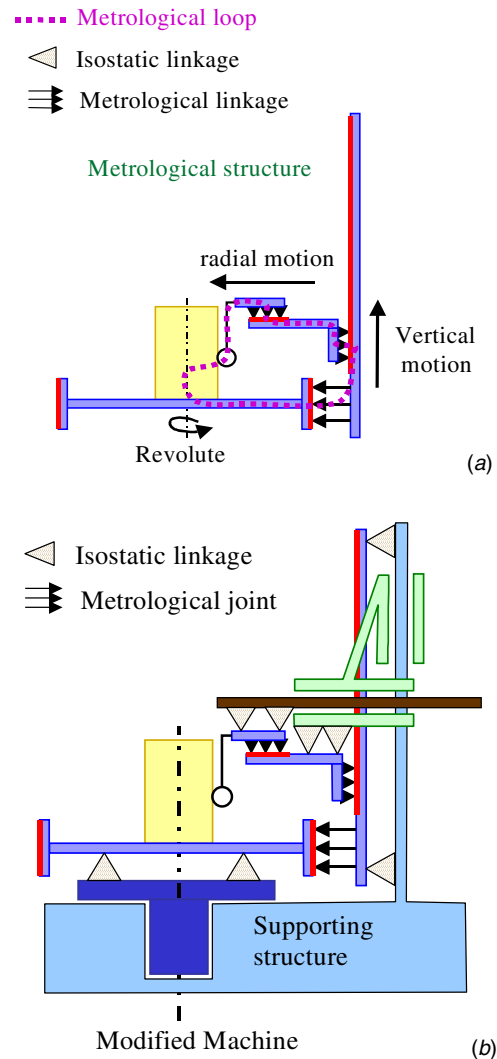 Metrological loop
Isostatic linkage
Metrological linkage
Metrological structure
radial motion
Vertical
motion
Revolute
(a)
Isostatic linkage
Metrological joint
Supporting
structure
Modified Machine
(b)